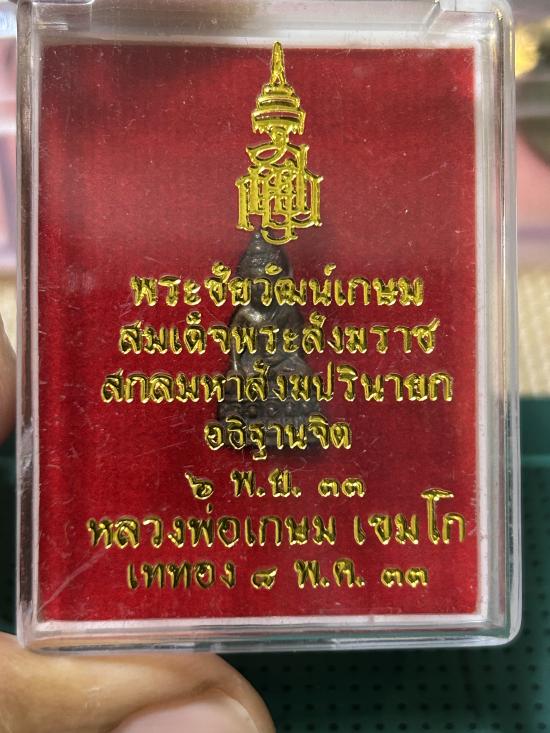 พระชัยวัฒน์เกษม
สมเด็จพระสังฆราช
สกลมหาสังฆปรินายก
อธิฐานจิต
๖ พ.ย. ๓๓
หลวงพ่อเกษม เขมโก
เททอง ๘ พ.ค. ๓๓